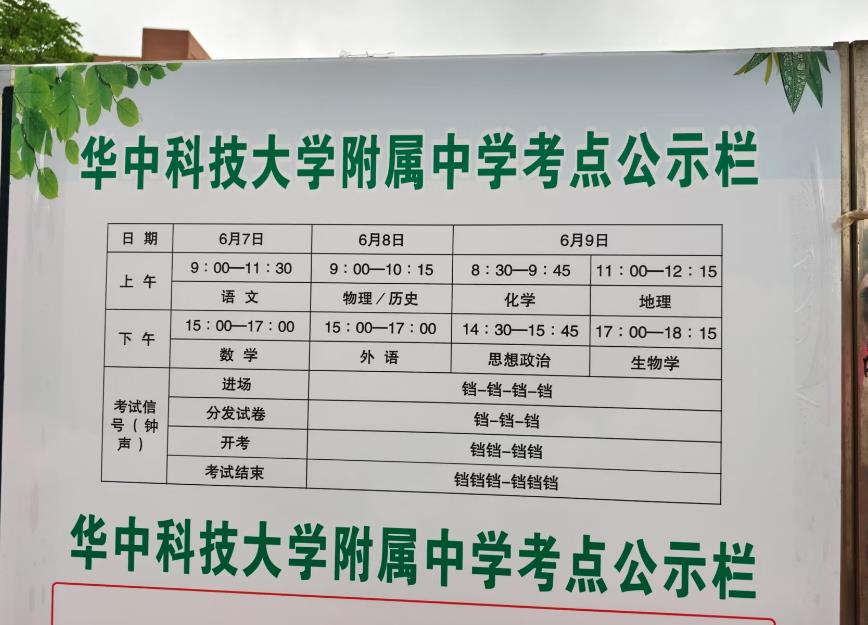 华中科技大学附属中学考点公示栏
日 期 6月7日 6月8日 6月9日
上 午 9：00—11：30 9：00—10：15 8：30—9：45 11：00—12：15
语 文 物理／历史 化学 地理
下 午 15：00—17：00 15：00—17：00 14：30—15：45 17：00—18：15
数 学 外 语 思想政治 生物学
考试信号（钟声） 进场 铛–铛–铛–铛
分发试卷 铛–铛–铛
开考 铛铛–铛铛
考试结束 铛铛铛–铛铛铛
华中科技大学附属中学考点公示栏